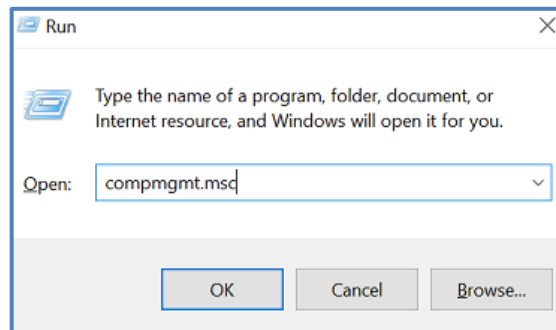 Run
Type the name of a program, folder, document, or
Internet resource, and Windows will open it for you.
Open: compmgmt.msc
OK Cancel Browse...